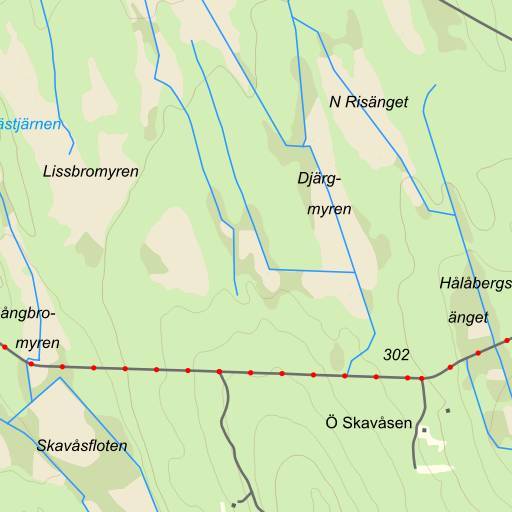 N Risänget
ästjärnen
Lissbromyren
Djärg-
myren
Hålåbergs
änget
ångbro-
myren
302
Ö Skavåsen
Skavåsfloten